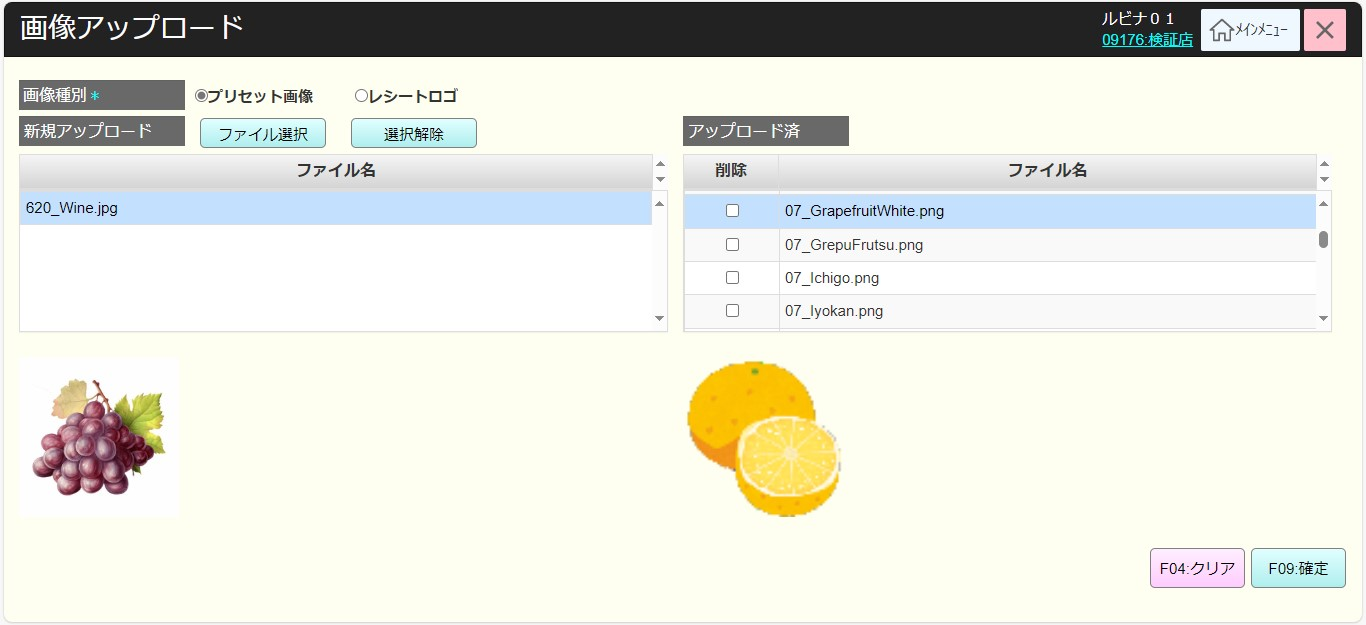 画像アップロード
ルビナ０１
09176:検証店
メインメニュー
画像種別*
プリセット画像
レシートロゴ
新規アップロード
ファイル選択
選択解除
アップロード済
ファイル名
削除
ファイル名
620_Wine.jpg
07_GrapefruitWhite.png
07_GrepuFrutsu.png
07_Ichigo.png
07_Iyokan.png
F04:クリア
F09:確定